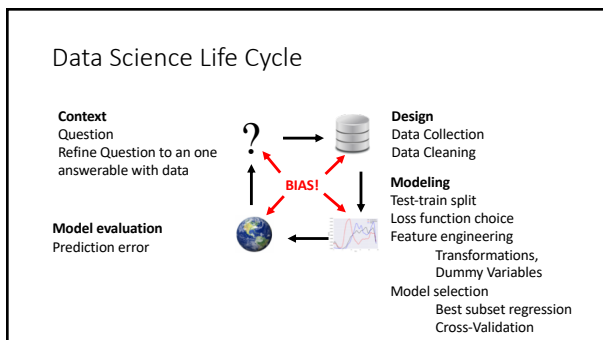 Data Science Life Cycle
Context
Question
Refine Question to an one
answerable with data
?
Design
Data Collection
Data Cleaning
BIAS!
Modeling
Test-train split
Loss function choice
Feature engineering
Transformations,
Dummy Variables
Model selection
Best subset regression
Cross-Validation
Model evaluation
Prediction error